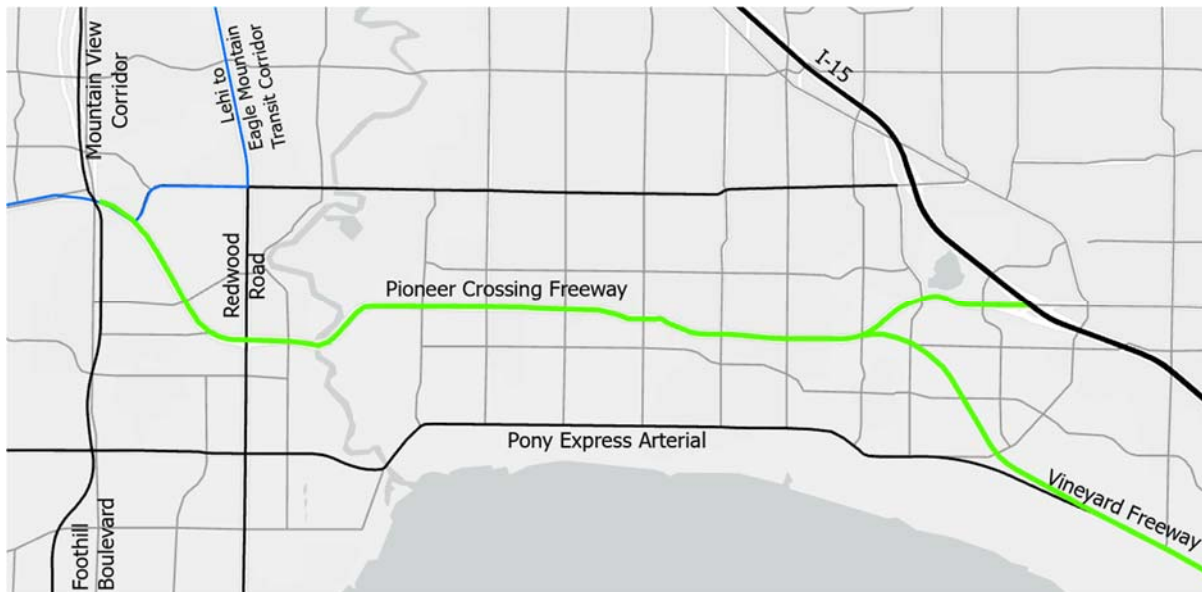 Mountain View
Corridor
Lehi to
Eagle Mountain
Transit Corridor
I-15
Redwood
Road
Pioneer Crossing Freeway
Pony Express Arterial
Vineyard Freeway
Foothill
Boulevard